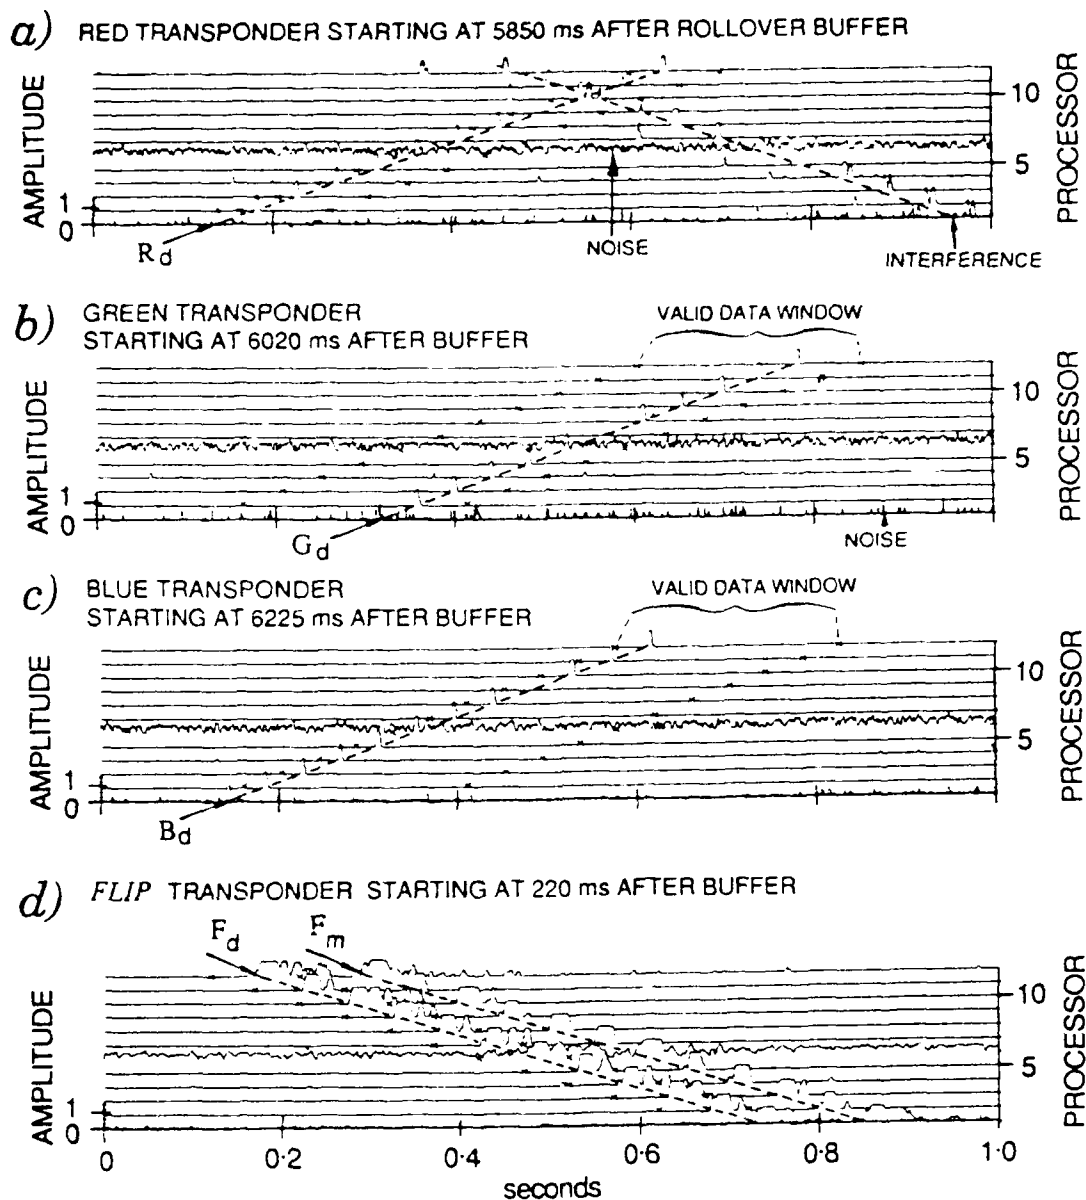 a) RED TRANSPONDER STARTING AT 5850 ms AFTER ROLLOVER BUFFER
AMPLITUDE
1
0
10
5
PROCESSOR
Rd
NOISE
INTERFERENCE
b) GREEN TRANSPONDER
STARTING AT 6020 ms AFTER BUFFER
VALID DATA WINDOW
AMPLITUDE
1
0
10
5
PROCESSOR
Gd
NOISE
c) BLUE TRANSPONDER
STARTING AT 6225 ms AFTER BUFFER
VALID DATA WINDOW
AMPLITUDE
1
0
10
5
PROCESSOR
Bd
d) FLIP TRANSPONDER STARTING AT 220 ms AFTER BUFFER
Fd
Fm
AMPLITUDE
1
0
10
5
PROCESSOR
0 0·2 0·4 0·6 0·8 1·0
seconds